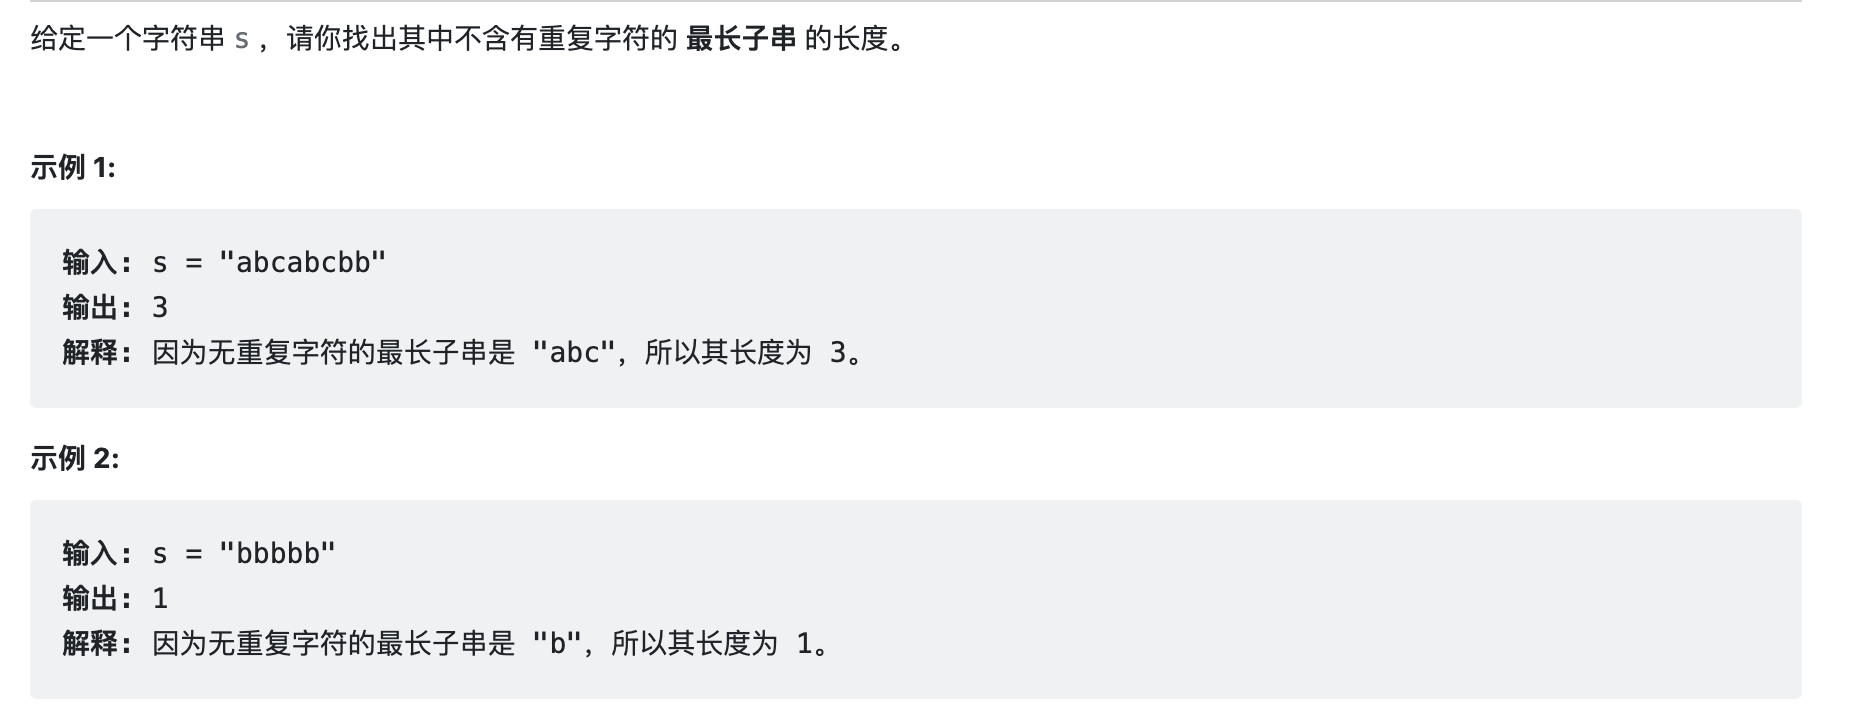 给定一个字符串 s ，请你找出其中不含有重复字符的 最长子串 的长度。
示例 1:
输入: s = "abcabcbb"
输出: 3
解释: 因为无重复字符的最长子串是 "abc"，所以其长度为 3。
示例 2:
输入: s = "bbbbb"
输出: 1
解释: 因为无重复字符的最长子串是 "b"，所以其长度为 1。